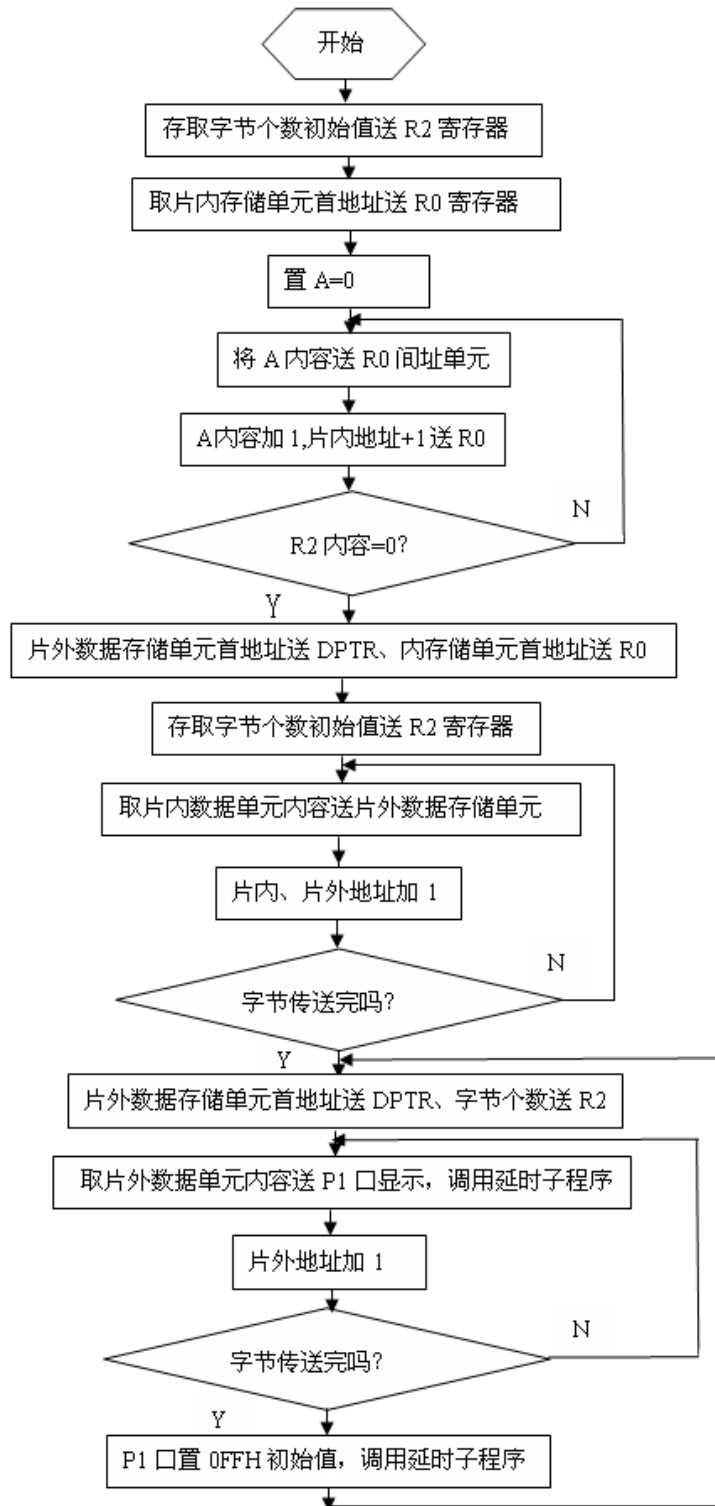 开始
存取字节个数初始值送 R2 寄存器
取片内存储单元首地址送 R0 寄存器
置 A=0
将 A 内容送 R0 间址单元
A内容加 1,片内地址+1 送 R0
N
R2 内容=0?
Y
片外数据存储单元首地址送 DPTR、内存储单元首地址送 R0
存取字节个数初始值送 R2 寄存器
取片内数据单元内容送片外数据存储单元
片内、片外地址加 1
N
字节传送完吗?
Y
片外数据存储单元首地址送 DPTR、字节个数送 R2
取片外数据单元内容送 P1 口显示，调用延时子程序
片外地址加 1
N
字节传送完吗?
Y
P1 口置 0FFH 初始值，调用延时子程序